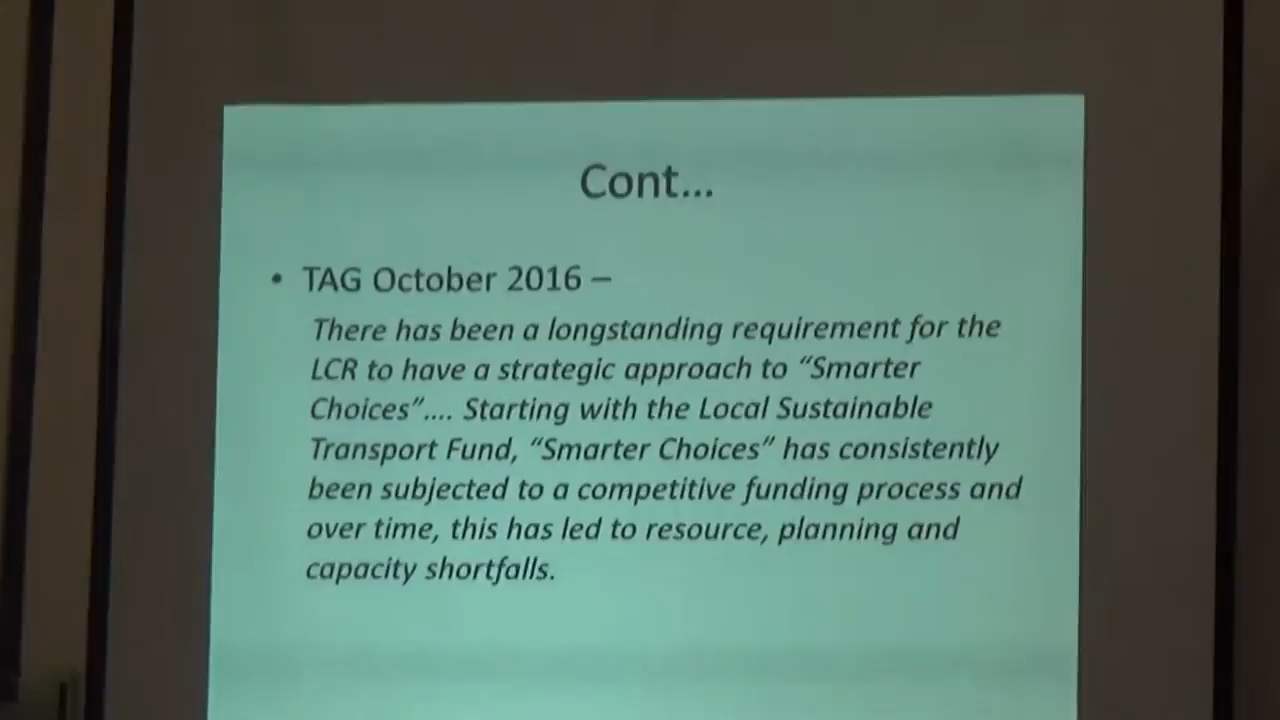 Cont...
• TAG October 2016 –
There has been a longstanding requirement for the
LCR to have a strategic approach to “Smarter
Choices”.... Starting with the Local Sustainable
Transport Fund, “Smarter Choices” has consistently
been subjected to a competitive funding process and
over time, this has led to resource, planning and
capacity shortfalls.